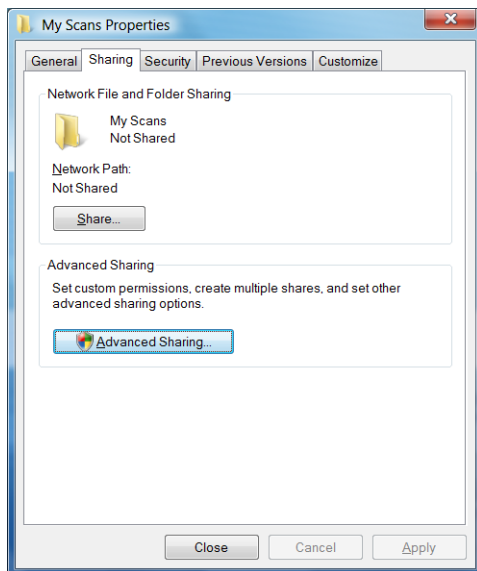 My Scans Properties
General Sharing Security Previous Versions Customize
Network File and Folder Sharing
My Scans
Not Shared
Network Path:
Not Shared
Share...
Advanced Sharing
Set custom permissions, create multiple shares, and set other
advanced sharing options.
Advanced Sharing...
Close Cancel Apply